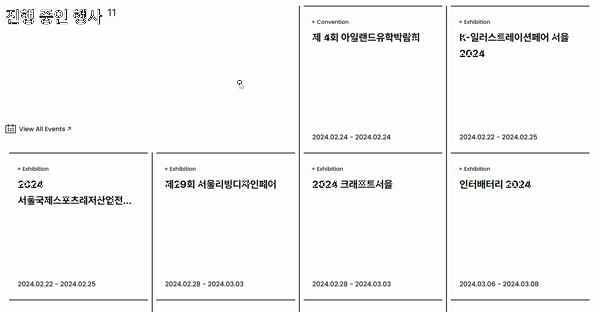 진행 중인 행사 11
View All Events ↗
Convention
제 4회 아일랜드유학박람회
2024.02.24 - 2024.02.24
Exhibition
K-일러스트레이션페어 서울
2024
2024.02.22 - 2024.02.25
Exhibition
2024
서울국제스포츠레저산업전...
2024.02.22 - 2024.02.25
Exhibition
제29회 서울리빙디자인페어
2024.02.28 - 2024.03.03
Exhibition
2024 크래프트서울
2024.02.28 - 2024.03.03
Exhibition
인터배터리 2024
2024.03.06 - 2024.03.08